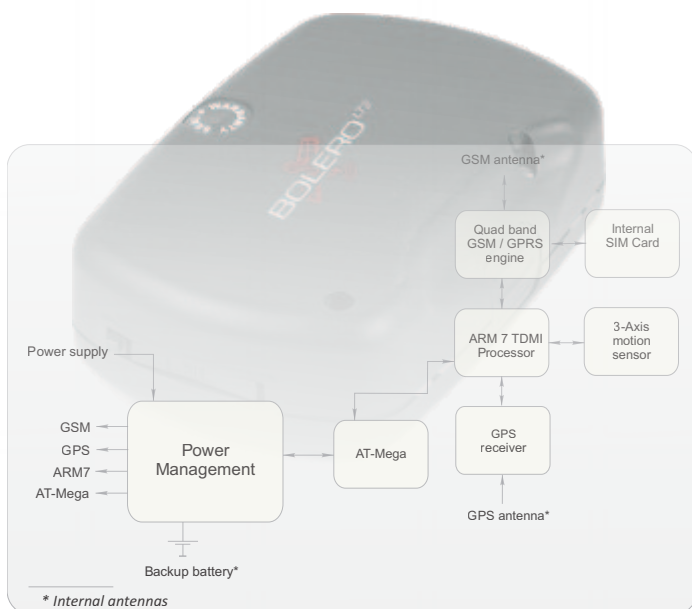 BOLERO LT2
GSM antenna*
Quad band
GSM / GPRS
engine
Internal
SIM Card
ARM 7 TDMI
Processor
3-Axis
motion
sensor
Power supply
GSM
GPS
ARM7
AT-Mega
Power
Management
AT-Mega
GPS
receiver
GPS antenna*
Backup battery*
* Internal antennas